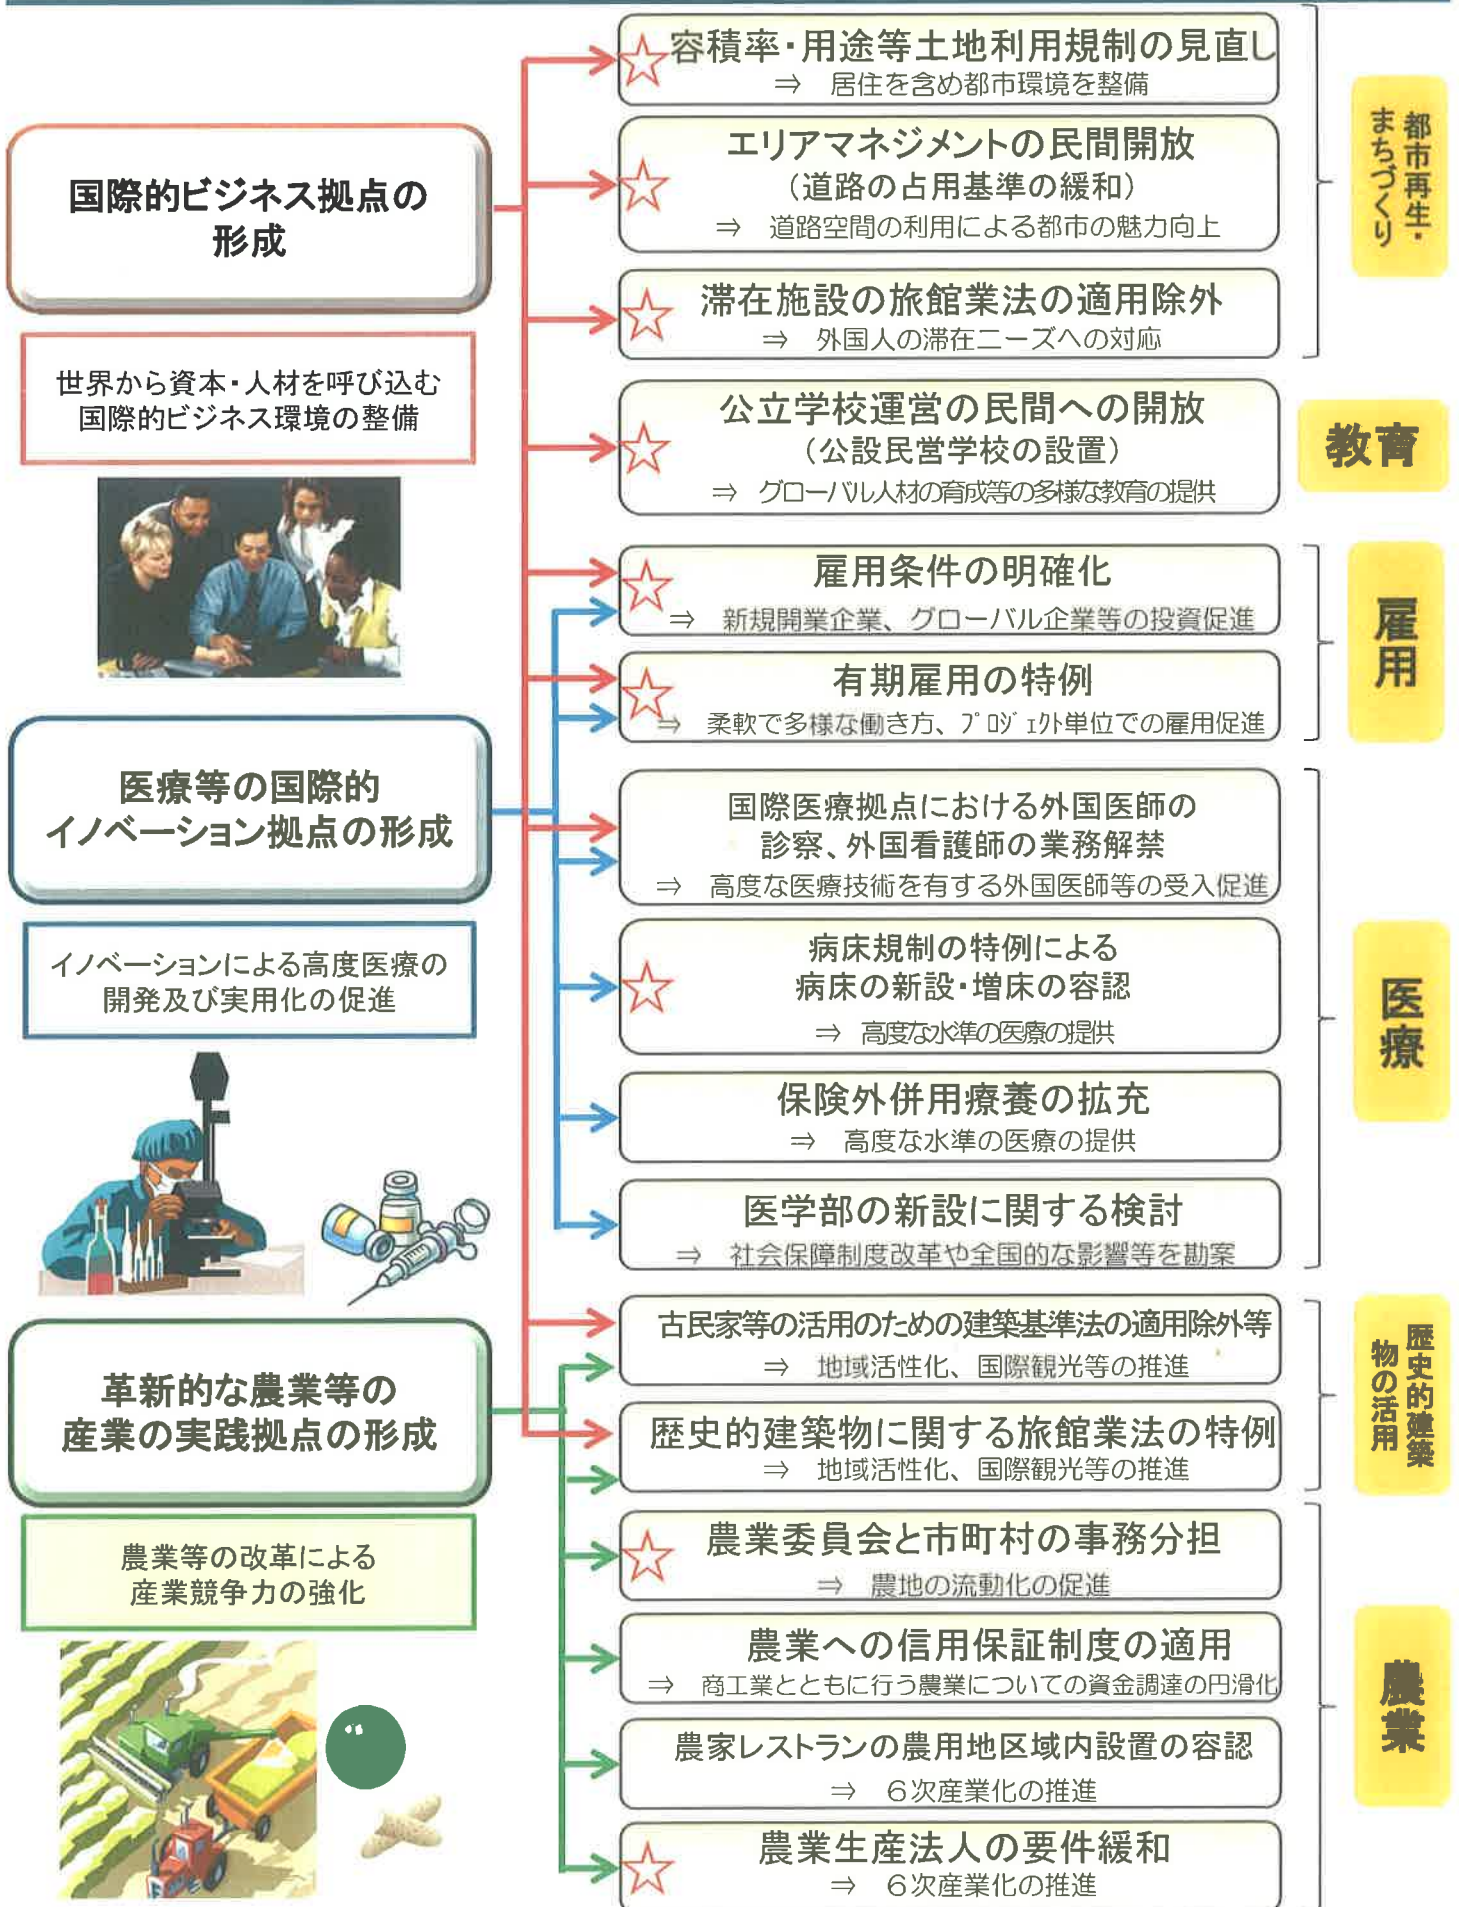 国際的ビジネス拠点の
形成
世界から資本・人材を呼び込む
国際的ビジネス環境の整備
医療等の国際的
イノベーション拠点の形成
イノベーションによる高度医療の
開発及び実用化の促進
革新的な農業等の
産業の実践拠点の形成
農業等の改革による
産業競争力の強化
容積率・用途等土地利用規制の見直し
⇒ 居住を含め都市環境を整備
エリアマネジメントの民間開放
(道路の占用基準の緩和)
⇒ 道路空間の利用による都市の魅力向上
滞在施設の旅館業法の適用除外
⇒ 外国人の滞在ニーズへの対応
都市再生・
まちづくり
公立学校運営の民間への開放
(公設民営学校の設置)
⇒ グローバル人材の育成等の多様な教育の提供
教育
雇用条件の明確化
⇒ 新規開業企業、グローバル企業等の投資促進
有期雇用の特例
⇒ 柔軟で多様な働き方、プロジェクト単位での雇用促進
雇用
国際医療拠点における外国医師の
診察、外国看護師の業務解禁
⇒ 高度な医療技術を有する外国医師等の受入促進
病床規制の特例による
病床の新設・増床の容認
⇒ 高度な水準の医療の提供
保険外併用療養の拡充
⇒ 高度な水準の医療の提供
医学部の新設に関する検討
⇒ 社会保障制度改革や全国的な影響等を勘案
医療
古民家等の活用のための建築基準法の適用除外等
⇒ 地域活性化、国際観光等の推進
歴史的建築物に関する旅館業法の特例
⇒ 地域活性化、国際観光等の推進
歴史的建築
物の活用
農業委員会と市町村の事務分担
⇒ 農地の流動化の促進
農業への信用保証制度の適用
⇒ 商工業とともに行う農業についての資金調達の円滑化
農家レストランの農用地区域内設置の容認
⇒ 6次産業化の推進
農業生産法人の要件緩和
⇒ 6次産業化の推進
農業